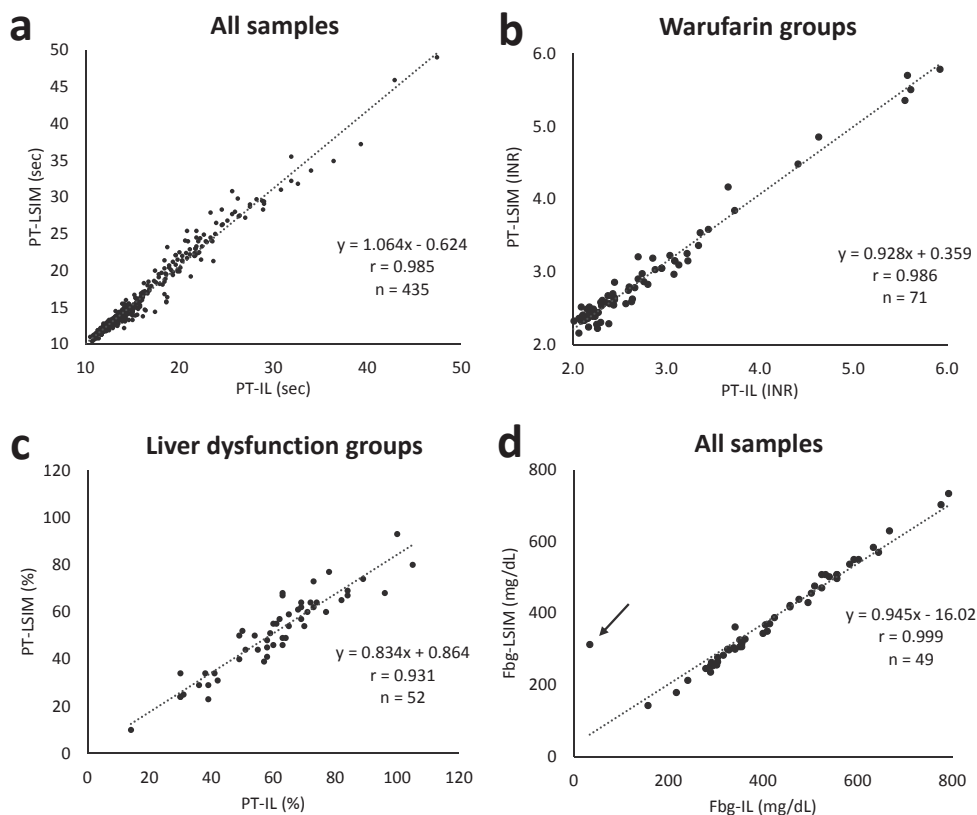 a
All samples
50
45
40
35
30
25
20
15
10
PT-LSIM (sec)
y = 1.064x - 0.624
r = 0.985
n = 435
10
20
30
40
50
PT-IL (sec)
b
Warufarin groups
6.0
5.0
4.0
3.0
2.0
PT-LSIM (INR)
y = 0.928x + 0.359
r = 0.986
n = 71
2.0
3.0
4.0
5.0
6.0
PT-IL (INR)
c
Liver dysfunction groups
120
100
80
60
40
20
0
PT-LSIM (%)
y = 0.834x + 0.864
r = 0.931
n = 52
0
20
40
60
80
100
120
PT-IL (%)
d
All samples
800
600
400
200
0
Fbg-LSIM (mg/dL)
y = 0.945x - 16.02
r = 0.999
n = 49
0
200
400
600
800
Fbg-IL (mg/dL)